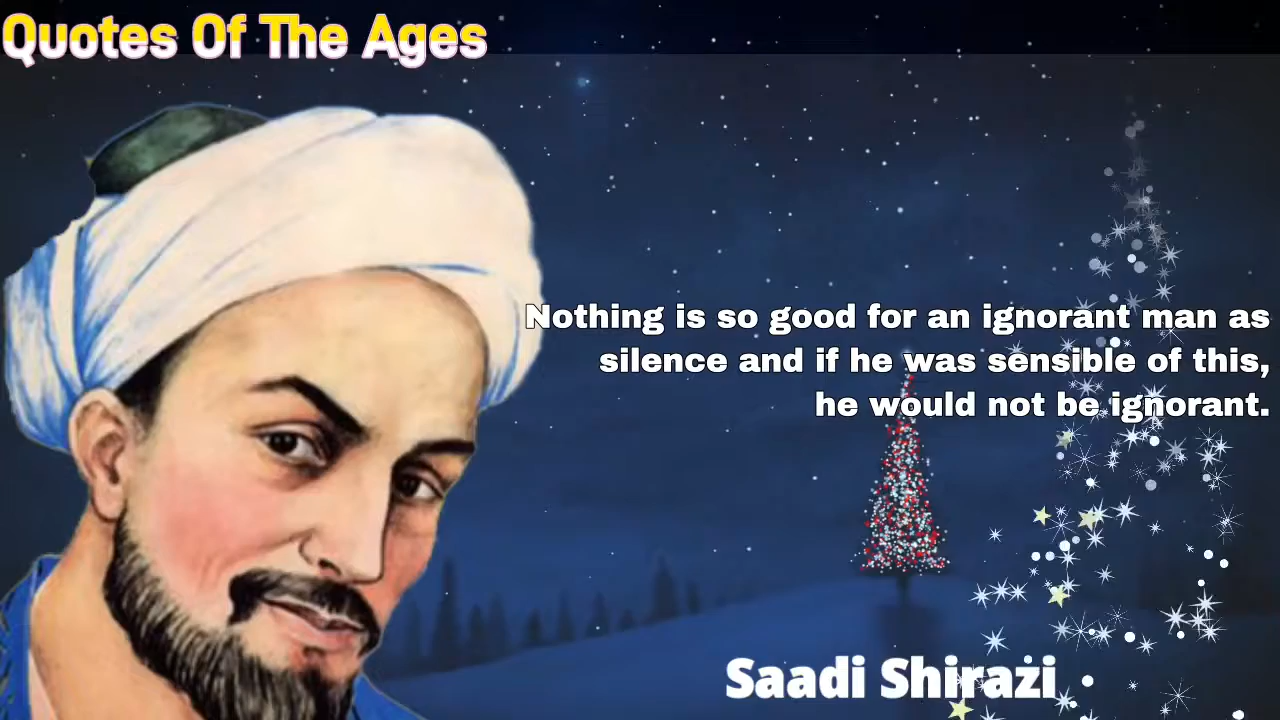 Quotes Of The Ages
Nothing is so good for an ignorant man as
silence and if he was sensible of this,
he would not be ignorant.
Saadi Shirazi